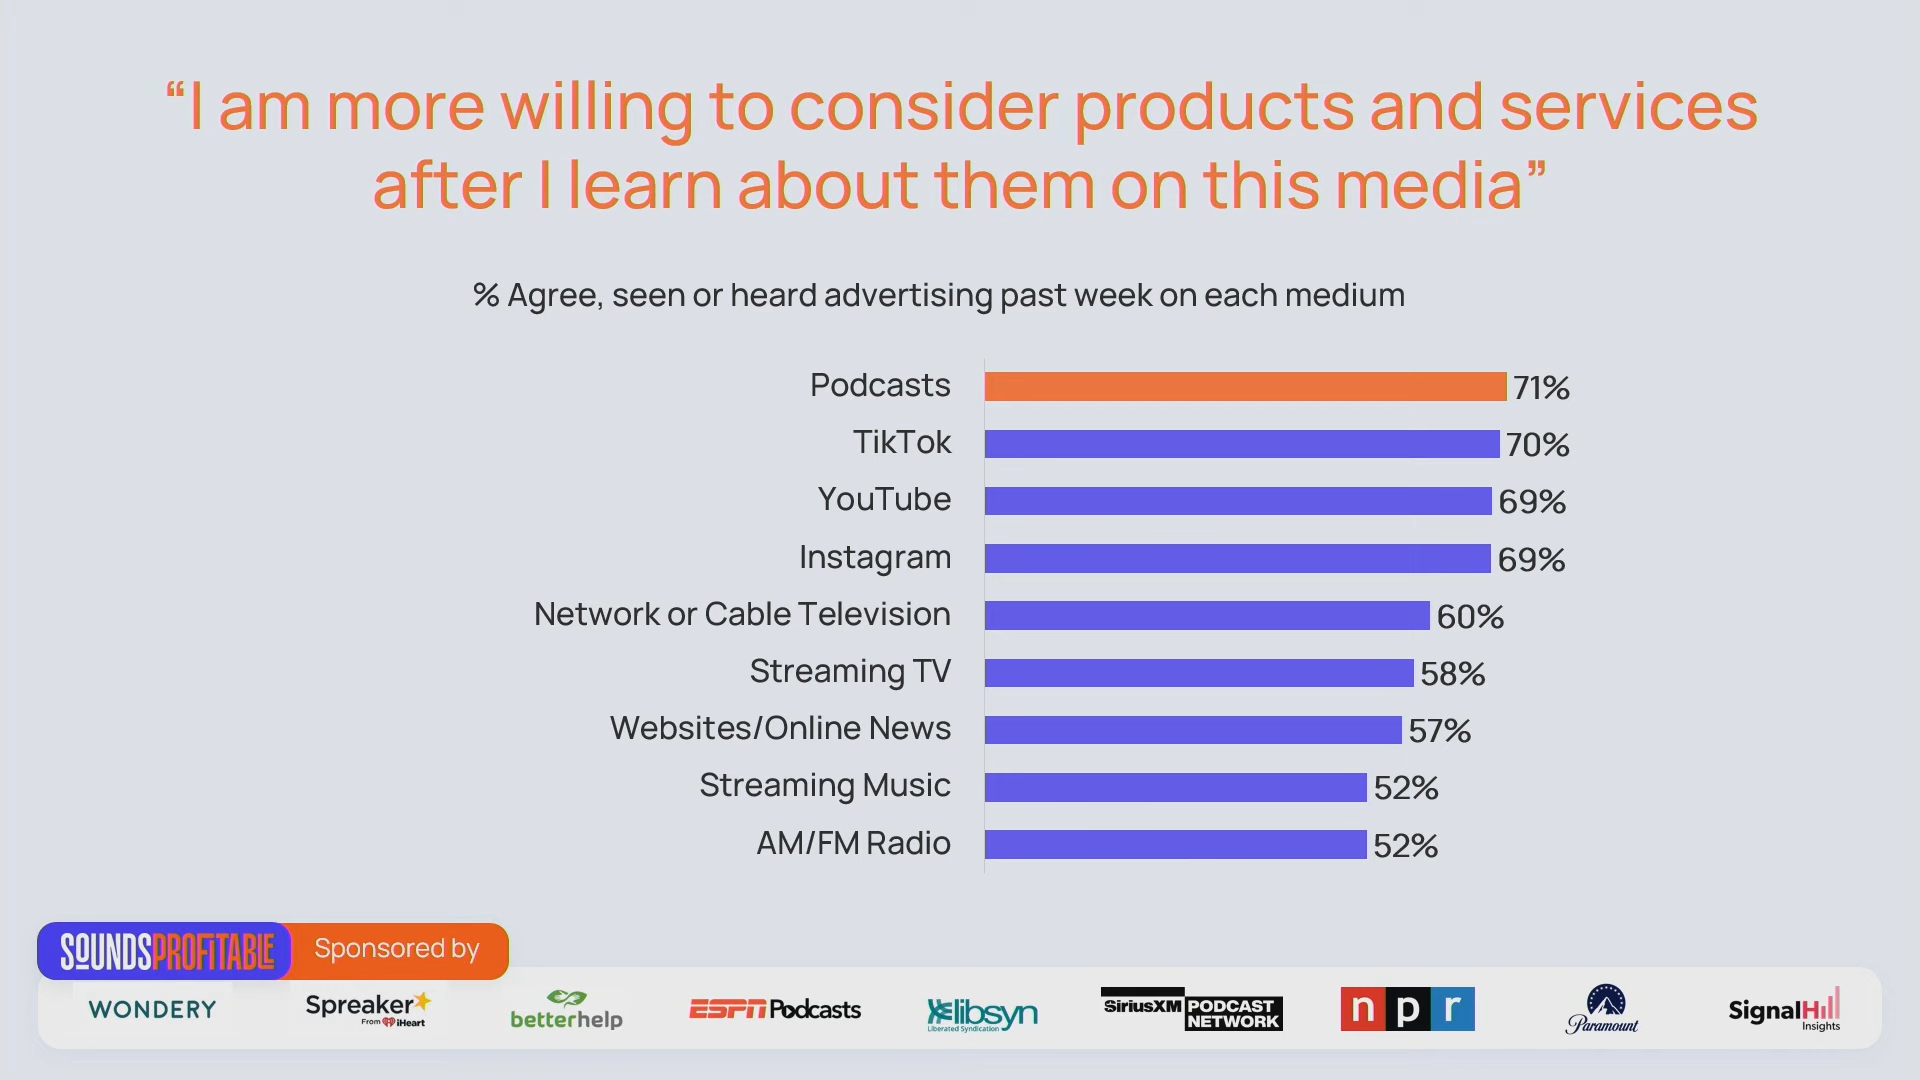 “I am more willing to consider products and services
after I learn about them on this media”
% Agree, seen or heard advertising past week on each medium
Podcasts 71%
TikTok 70%
YouTube 69%
Instagram 69%
Network or Cable Television 60%
Streaming TV 58%
Websites/Online News 57%
Streaming Music 52%
AM/FM Radio 52%
SOUNDSPROFITABLE Sponsored by
WONDERY
Spreaker
From iHeart
betterhelp
ESPN Podcasts
libsyn
Liberated Syndication
SiriusXM PODCAST
NETWORK
npr
Paramount
SignalHill
Insights